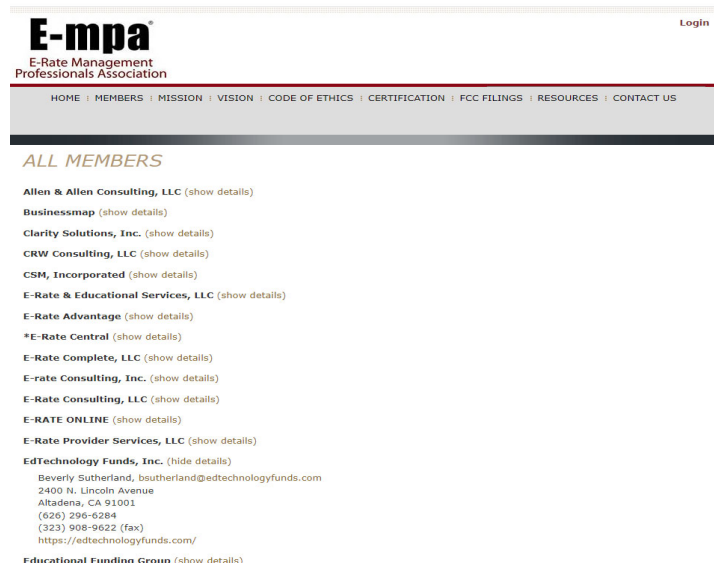 Login
E-mpa®
E-Rate Management
Professionals Association
HOME : MEMBERS : MISSION : VISION : CODE OF ETHICS : CERTIFICATION : FCC FILINGS : RESOURCES : CONTACT US
ALL MEMBERS
Allen & Allen Consulting, LLC (show details)
Businessmap (show details)
Clarity Solutions, Inc. (show details)
CRW Consulting, LLC (show details)
CSM, Incorporated (show details)
E-Rate & Educational Services, LLC (show details)
E-Rate Advantage (show details)
*E-Rate Central (show details)
E-Rate Complete, LLC (show details)
E-rate Consulting, Inc. (show details)
E-Rate Consulting, LLC (show details)
E-RATE ONLINE (show details)
E-Rate Provider Services, LLC (show details)
EdTechnology Funds, Inc. (hide details)
Beverly Sutherland, bsutherland@edtechnologyfunds.com
2400 N. Lincoln Avenue
Altadena, CA 91001
(626) 296-6284
(323) 908-9622 (fax)
https://edtechnologyfunds.com/
Educational Funding Group (show details)